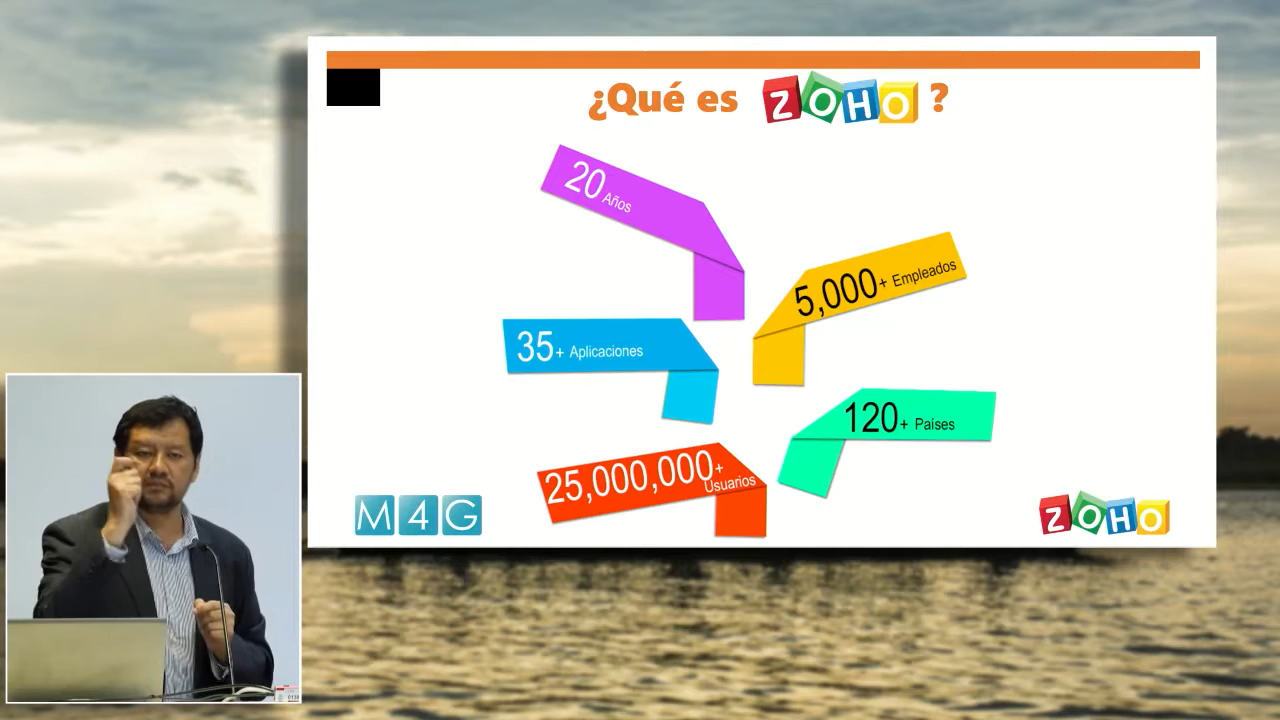 ¿Qué es ZOHO ?
20 Años
5,000+ Empleados
35+ Aplicaciones
120+ Países
25,000,000+
Usuarios
M4G
ZOHO